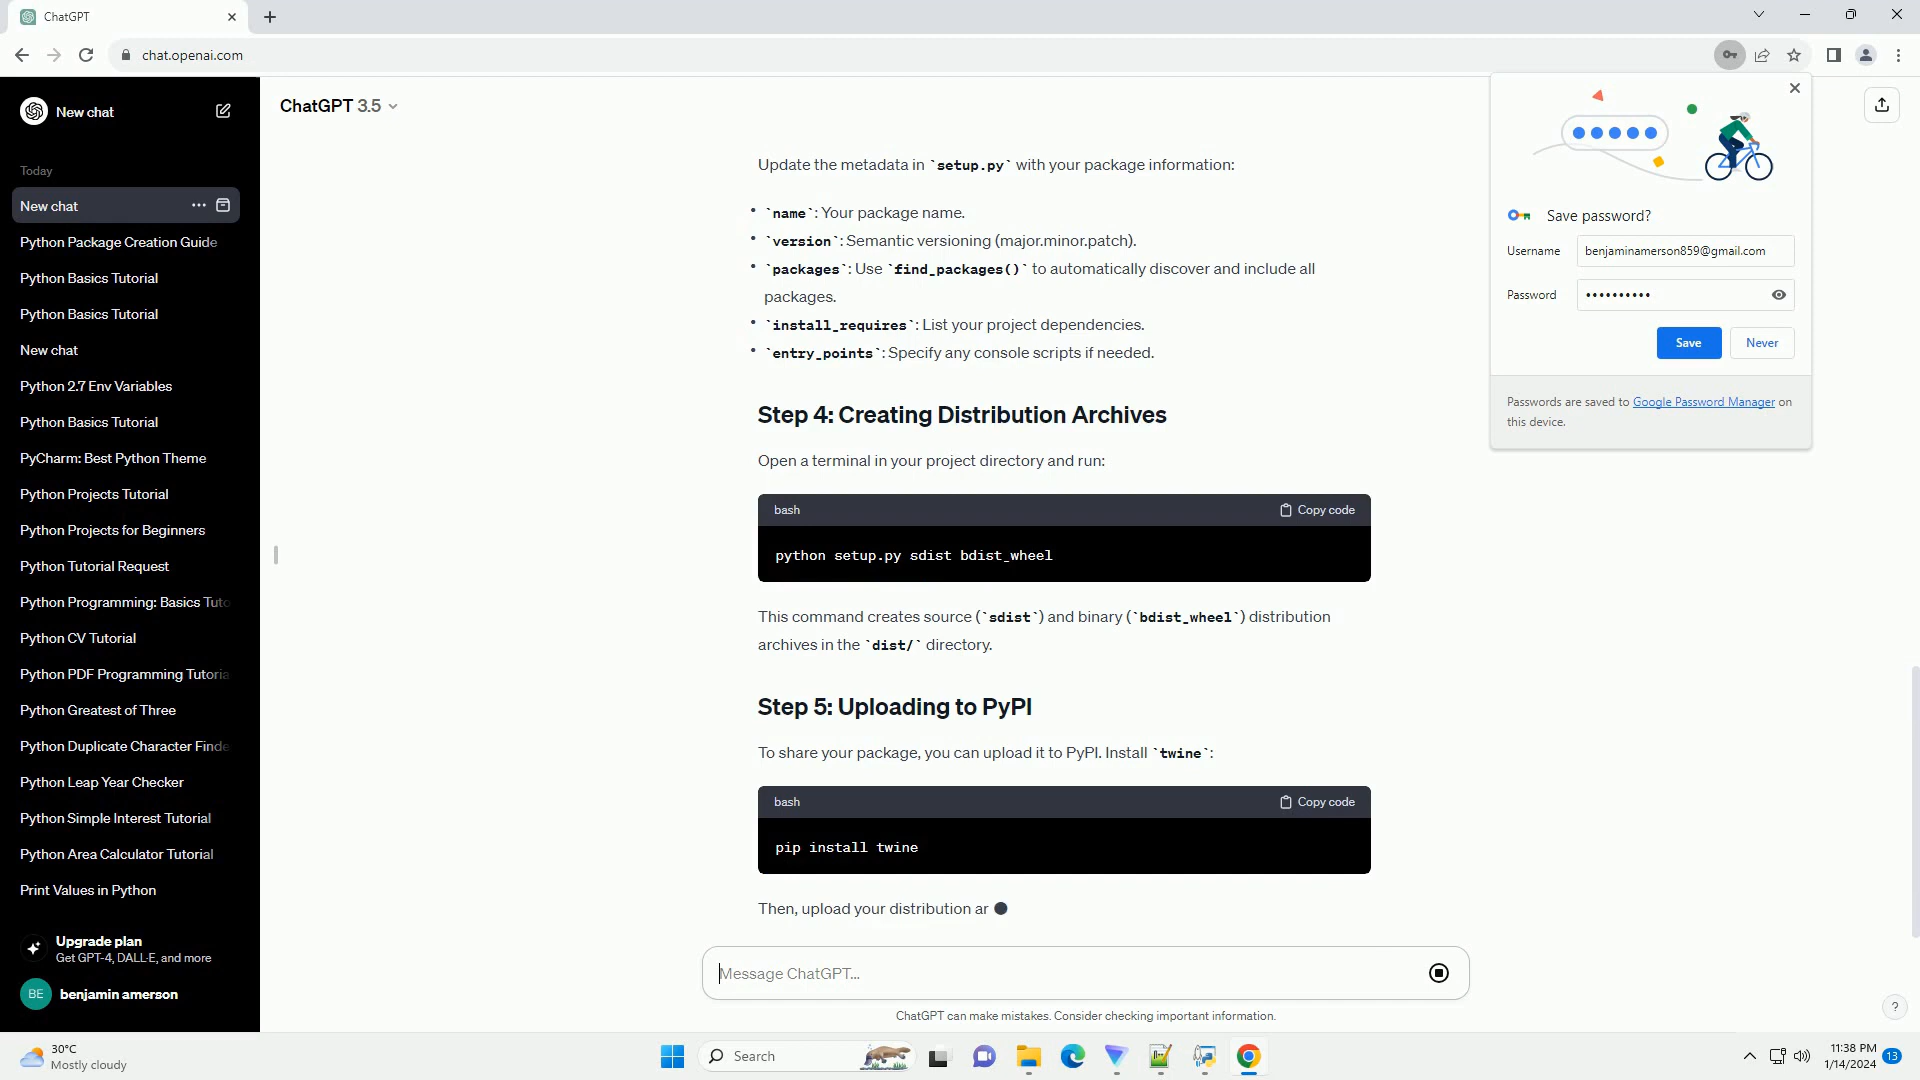 ChatGPT
chat.openai.com
New chat
Today
New chat
Python Package Creation Guide
Python Basics Tutorial
Python Basics Tutorial
New chat
Python 2.7 Env Variables
Python Basics Tutorial
PyCharm: Best Python Theme
Python Projects Tutorial
Python Projects for Beginners
Python Tutorial Request
Python Programming: Basics Tuto
Python CV Tutorial
Python PDF Programming Tutoria
Python Greatest of Three
Python Duplicate Character Finde
Python Leap Year Checker
Python Simple Interest Tutorial
Python Area Calculator Tutorial
Print Values in Python
Upgrade plan
Get GPT-4, DALL·E, and more
BE benjamin amerson
ChatGPT 3.5
Update the metadata in `setup.py` with your package information:
• `name`: Your package name.
• `version`: Semantic versioning (major.minor.patch).
• `packages`: Use `find_packages()` to automatically discover and include all
packages.
• `install_requires`: List your project dependencies.
• `entry_points`: Specify any console scripts if needed.
Step 4: Creating Distribution Archives
Open a terminal in your project directory and run:
bash Copy code
python setup.py sdist bdist_wheel
This command creates source (`sdist`) and binary (`bdist_wheel`) distribution
archives in the `dist/` directory.
Step 5: Uploading to PyPI
To share your package, you can upload it to PyPI. Install `twine`:
bash Copy code
pip install twine
Then, upload your distribution ar
Message ChatGPT...
ChatGPT can make mistakes. Consider checking important information.
?
Save password?
Username benjaminamerson859@gmail.com
Password ••••••••••
Save Never
Passwords are saved to Google Password Manager on
this device.
30°C
Mostly cloudy
Search
11:38 PM
1/14/2024
13